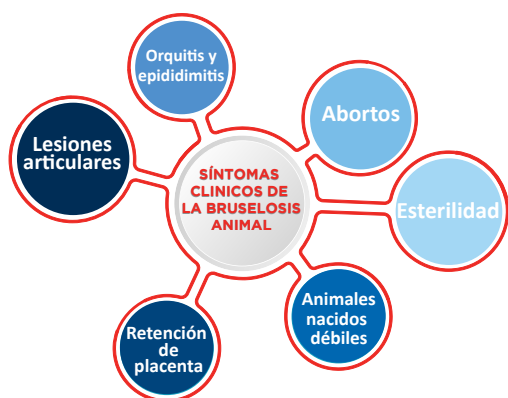 Orquitis y
epididimitis
Abortos
Lesiones
articulares
SÍNTOMAS
CLINICOS DE
LA BRUSELOSIS
ANIMAL
Esterilidad
Animales
nacidos
débiles
Retención
de
placenta